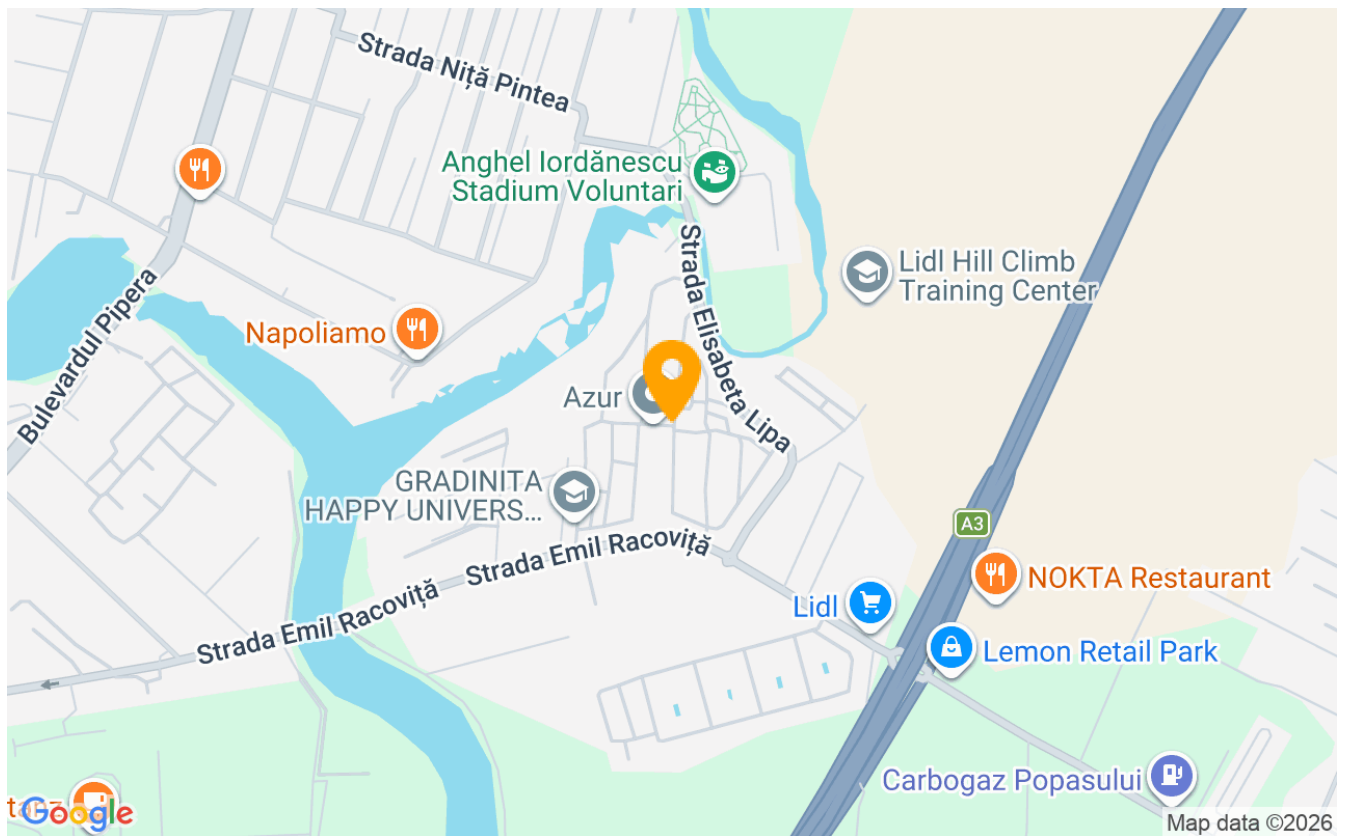 Strada Niță Pintea
Anghel Iordănescu
Stadium Voluntari
Strada Elisabeta Lipa
Lidl Hill Climb
Training Center
Bulevardul Pipera
Napoliamo
Azur
GRADINITA
HAPPY UNIVERS...
A3
Strada Emil Racoviță
NOKTA Restaurant
Strada Emil Racoviță
Lidl
Lemon Retail Park
Carbogaz Popasului
Google
Map data ©2026